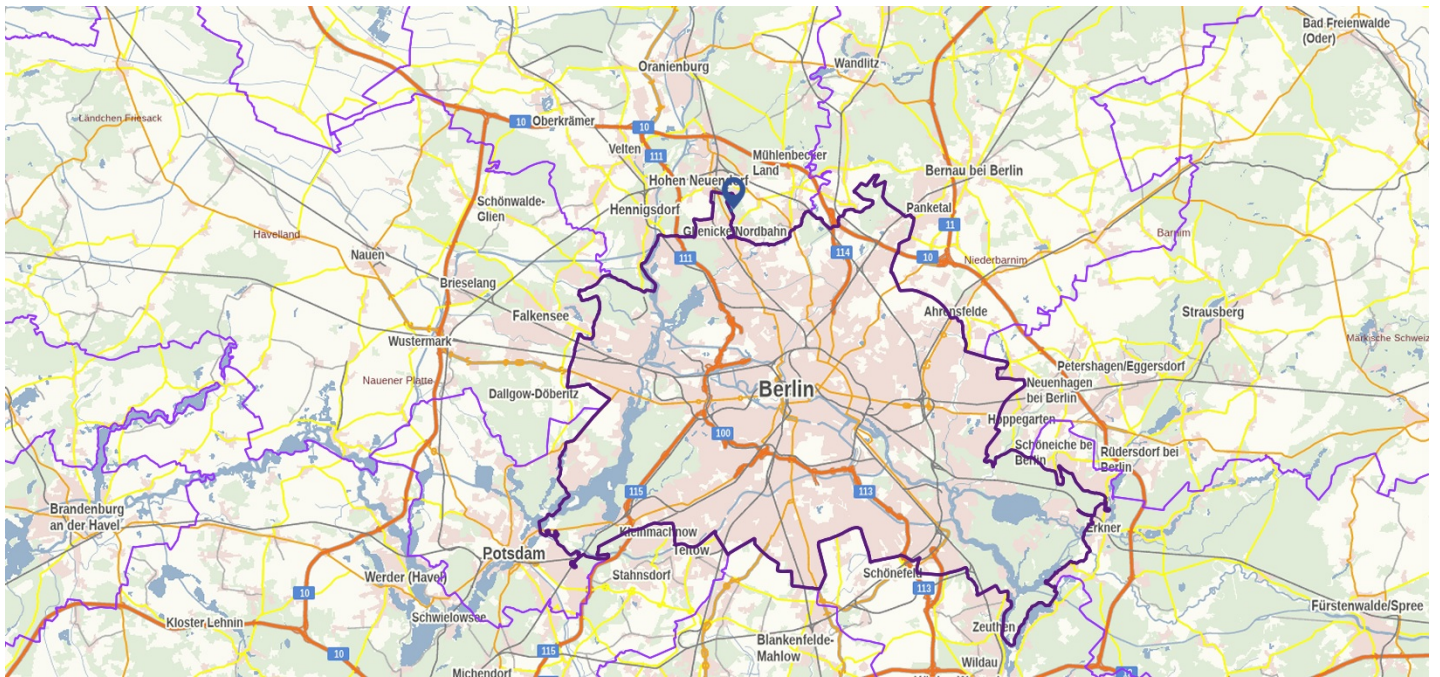 Bad Freienwalde
(Oder)
Wandlitz
Oranienburg
Ländchen Friesack
10
Oberkrämer
10
Velten
111
Mühlenbecker
Land
Bernau bei Berlin
Hohen Neuendorf
Schönwalde-
Glien
Hennigsdorf
Panketal
11
Havelland
Glienicke/Nordbahn
Barnim
Nauen
111
114
10
Niederbarnim
Brieselang
Falkensee
Ahrensfelde
Strausberg
Wustermark
Märkische Schweiz
Petershagen/Eggersdorf
Nauener Platte
Dallgow-Döberitz
Berlin
Neuenhagen
bei Berlin
Hoppegarten
100
Schöneiche bei
Berlin
Rüdersdorf bei
Berlin
115
113
Brandenburg
an der Havel
Erkner
Kleinmachnow
Potsdam
Teltow
Werder (Havel)
Stahnsdorf
Schönefeld
10
113
Fürstenwalde/Spree
Kloster Lehnin
Schwielowsee
Zeuthen
Blankenfelde-
Mahlow
10
115
Wildau
Michendorf